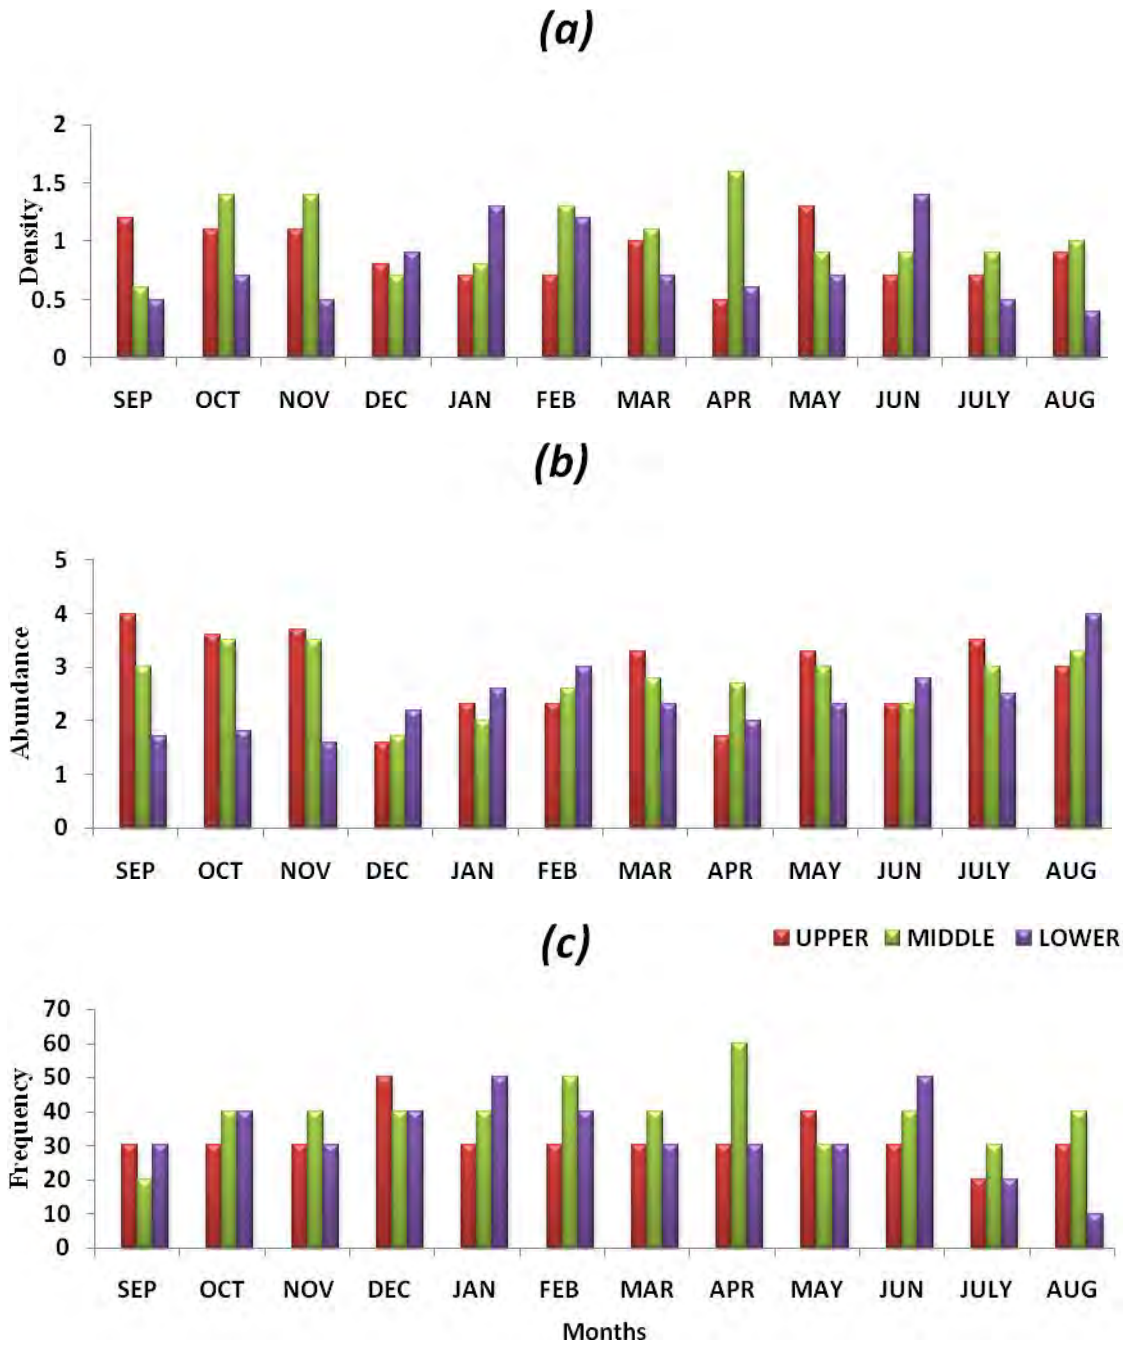 (a)
2
1.5
1
0.5
0
Density
SEP OCT NOV DEC JAN FEB MAR APR MAY JUN JULY AUG
(b)
5
4
3
2
1
0
Abundance
SEP OCT NOV DEC JAN FEB MAR APR MAY JUN JULY AUG
(c)
UPPER MIDDLE LOWER
70
60
50
40
30
20
10
0
Frequency
SEP OCT NOV DEC JAN FEB MAR APR MAY JUN JULY AUG
Months